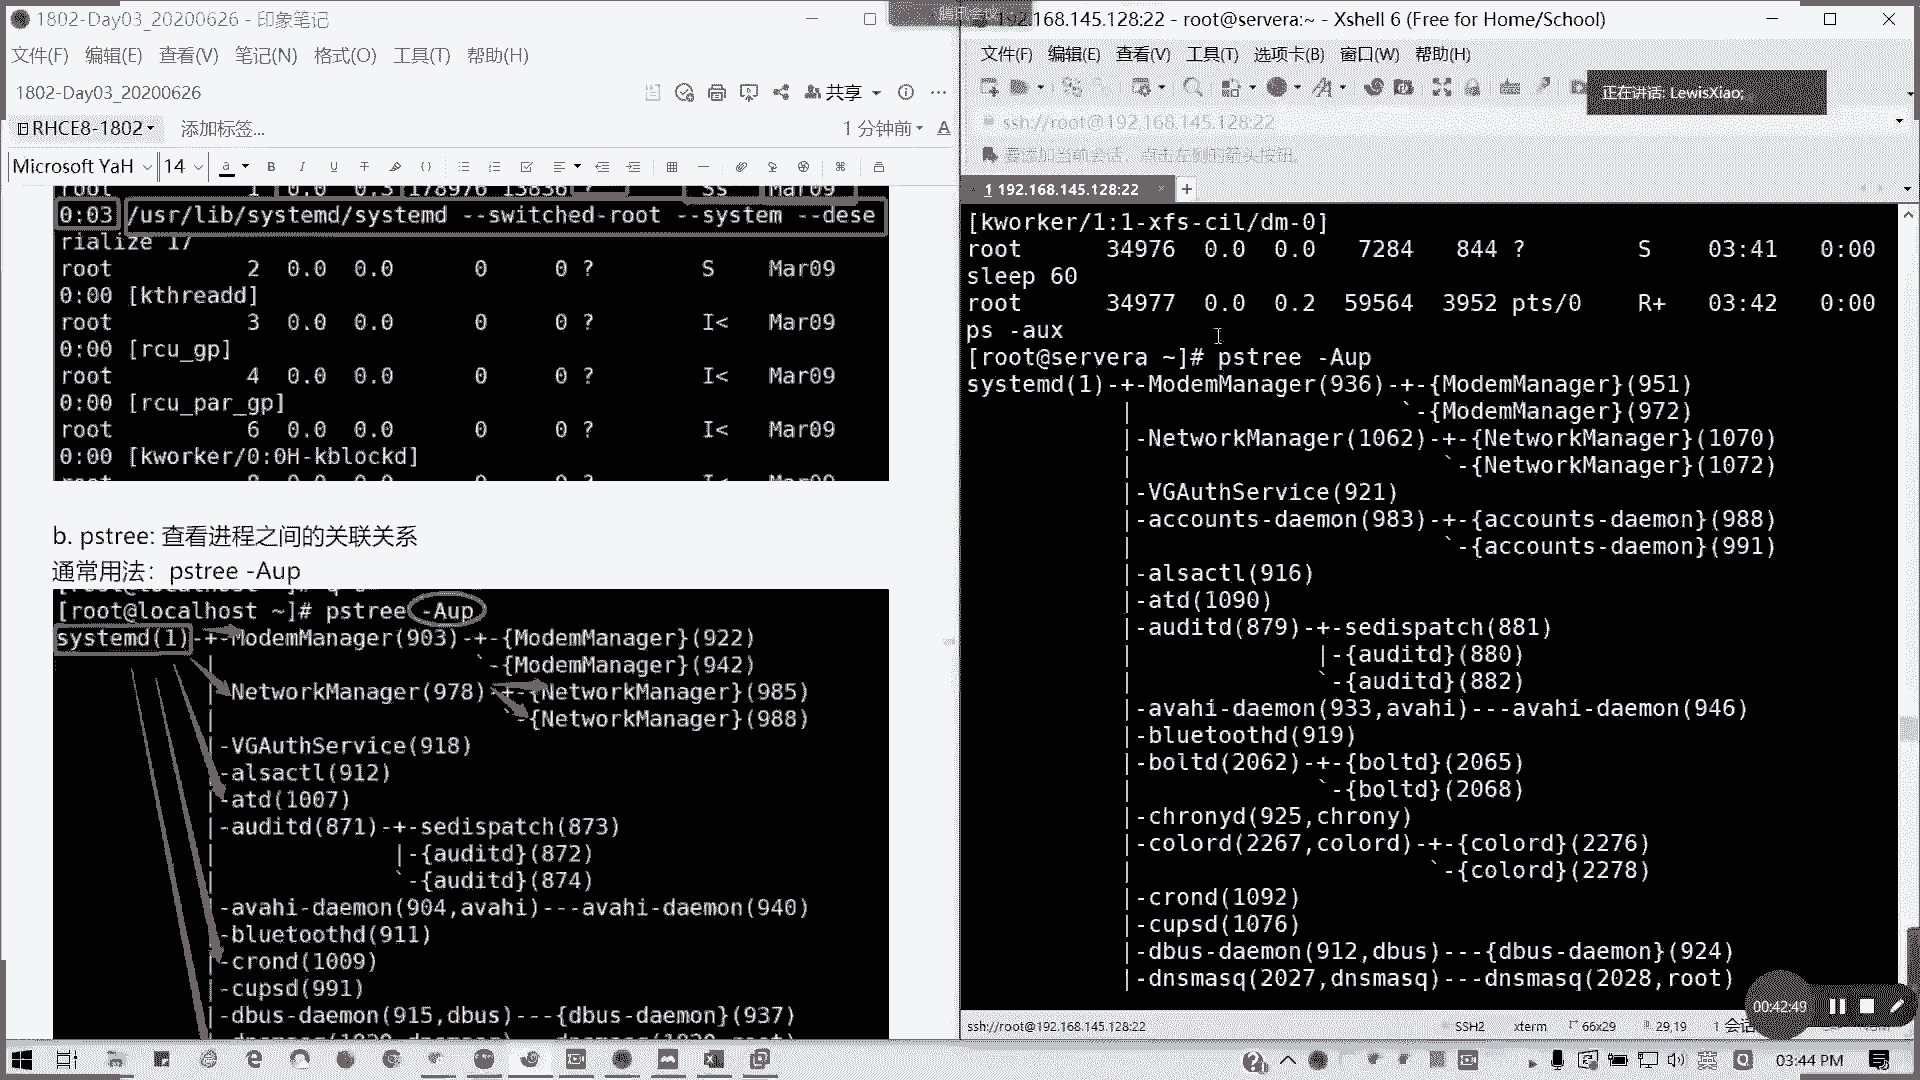 1802-Day03_20200626 - 印象笔记
文件(F) 编辑(E) 查看(V) 笔记(N) 格式(O) 工具(T) 帮助(H)
1802-Day03_20200626
共享
RHCE8-1802
添加标签...
1 分钟前
Microsoft YaH 14
root 1 0.0 0.3 178976 13836 ? Ss Mar09
0:03 /usr/lib/systemd/systemd --switched-root --system --dese
rialize 17
root 2 0.0 0.0 0 0 ? S Mar09
0:00 [kthreadd]
root 3 0.0 0.0 0 0 ? I< Mar09
0:00 [rcu_gp]
root 4 0.0 0.0 0 0 ? I< Mar09
0:00 [rcu_par_gp]
root 6 0.0 0.0 0 0 ? I< Mar09
0:00 [kworker/0:0H-kblockd]
b. pstree: 查看进程之间的关联关系
通常用法：pstree -Aup
[root@localhost ~]# pstree -Aup
systemd(1)-+-ModemManager(903)-+-{ModemManager}(922)
| `-{ModemManager}(942)
|-NetworkManager(978)-+-{NetworkManager}(985)
| `-{NetworkManager}(988)
|-VGAuthService(918)
|-alsactl(912)
|-atd(1007)
|-auditd(871)-+-sedispatch(873)
| |-{auditd}(872)
| `-{auditd}(874)
|-avahi-daemon(904,avahi)---avahi-daemon(940)
|-bluetoothd(911)
|-crond(1009)
|-cupsd(991)
|-dbus-daemon(915,dbus)---{dbus-daemon}(937)
腾讯会议
192.168.145.128:22 - root@servera:~ - Xshell 6 (Free for Home/School)
文件(F) 编辑(E) 查看(V) 工具(T) 选项卡(B) 窗口(W) 帮助(H)
正在讲话: LewisXiao;
ssh://root@192.168.145.128:22
要添加当前会话，点击左侧的箭头按钮。
1 192.168.145.128:22
[kworker/1:1-xfs-cil/dm-0]
root 34976 0.0 0.0 7284 844 ? S 03:41 0:00
sleep 60
root 34977 0.0 0.2 59564 3952 pts/0 R+ 03:42 0:00
ps -aux
[root@servera ~]# pstree -Aup
systemd(1)-+-ModemManager(936)-+-{ModemManager}(951)
| `-{ModemManager}(972)
|-NetworkManager(1062)-+-{NetworkManager}(1070)
| `-{NetworkManager}(1072)
|-VGAuthService(921)
|-accounts-daemon(983)-+-{accounts-daemon}(988)
| `-{accounts-daemon}(991)
|-alsactl(916)
|-atd(1090)
|-auditd(879)-+-sedispatch(881)
| |-{auditd}(880)
| `-{auditd}(882)
|-avahi-daemon(933,avahi)---avahi-daemon(946)
|-bluetoothd(919)
|-boltd(2062)-+-{boltd}(2065)
| `-{boltd}(2068)
|-chronyd(925,chrony)
|-colord(2267,colord)-+-{colord}(2276)
| `-{colord}(2278)
|-crond(1092)
|-cupsd(1076)
|-dbus-daemon(912,dbus)---{dbus-daemon}(924)
|-dnsmasq(2027,dnsmasq)---dnsmasq(2028,root)
00:42:49
ssh://root@192.168.145.128:22 SSH2 xterm 66x29 29,19 1 会话
英
03:44 PM